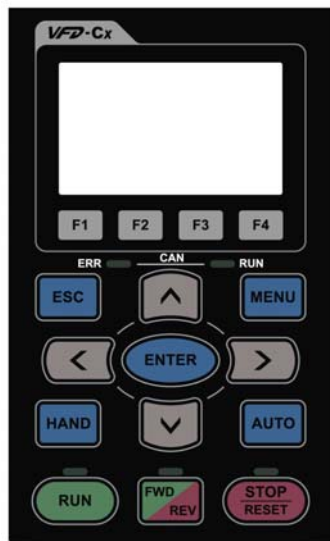 VFD-Cx
F1 F2 F3 F4
ERR CAN RUN
ESC MENU
ENTER
HAND AUTO
RUN FWD REV STOP RESET